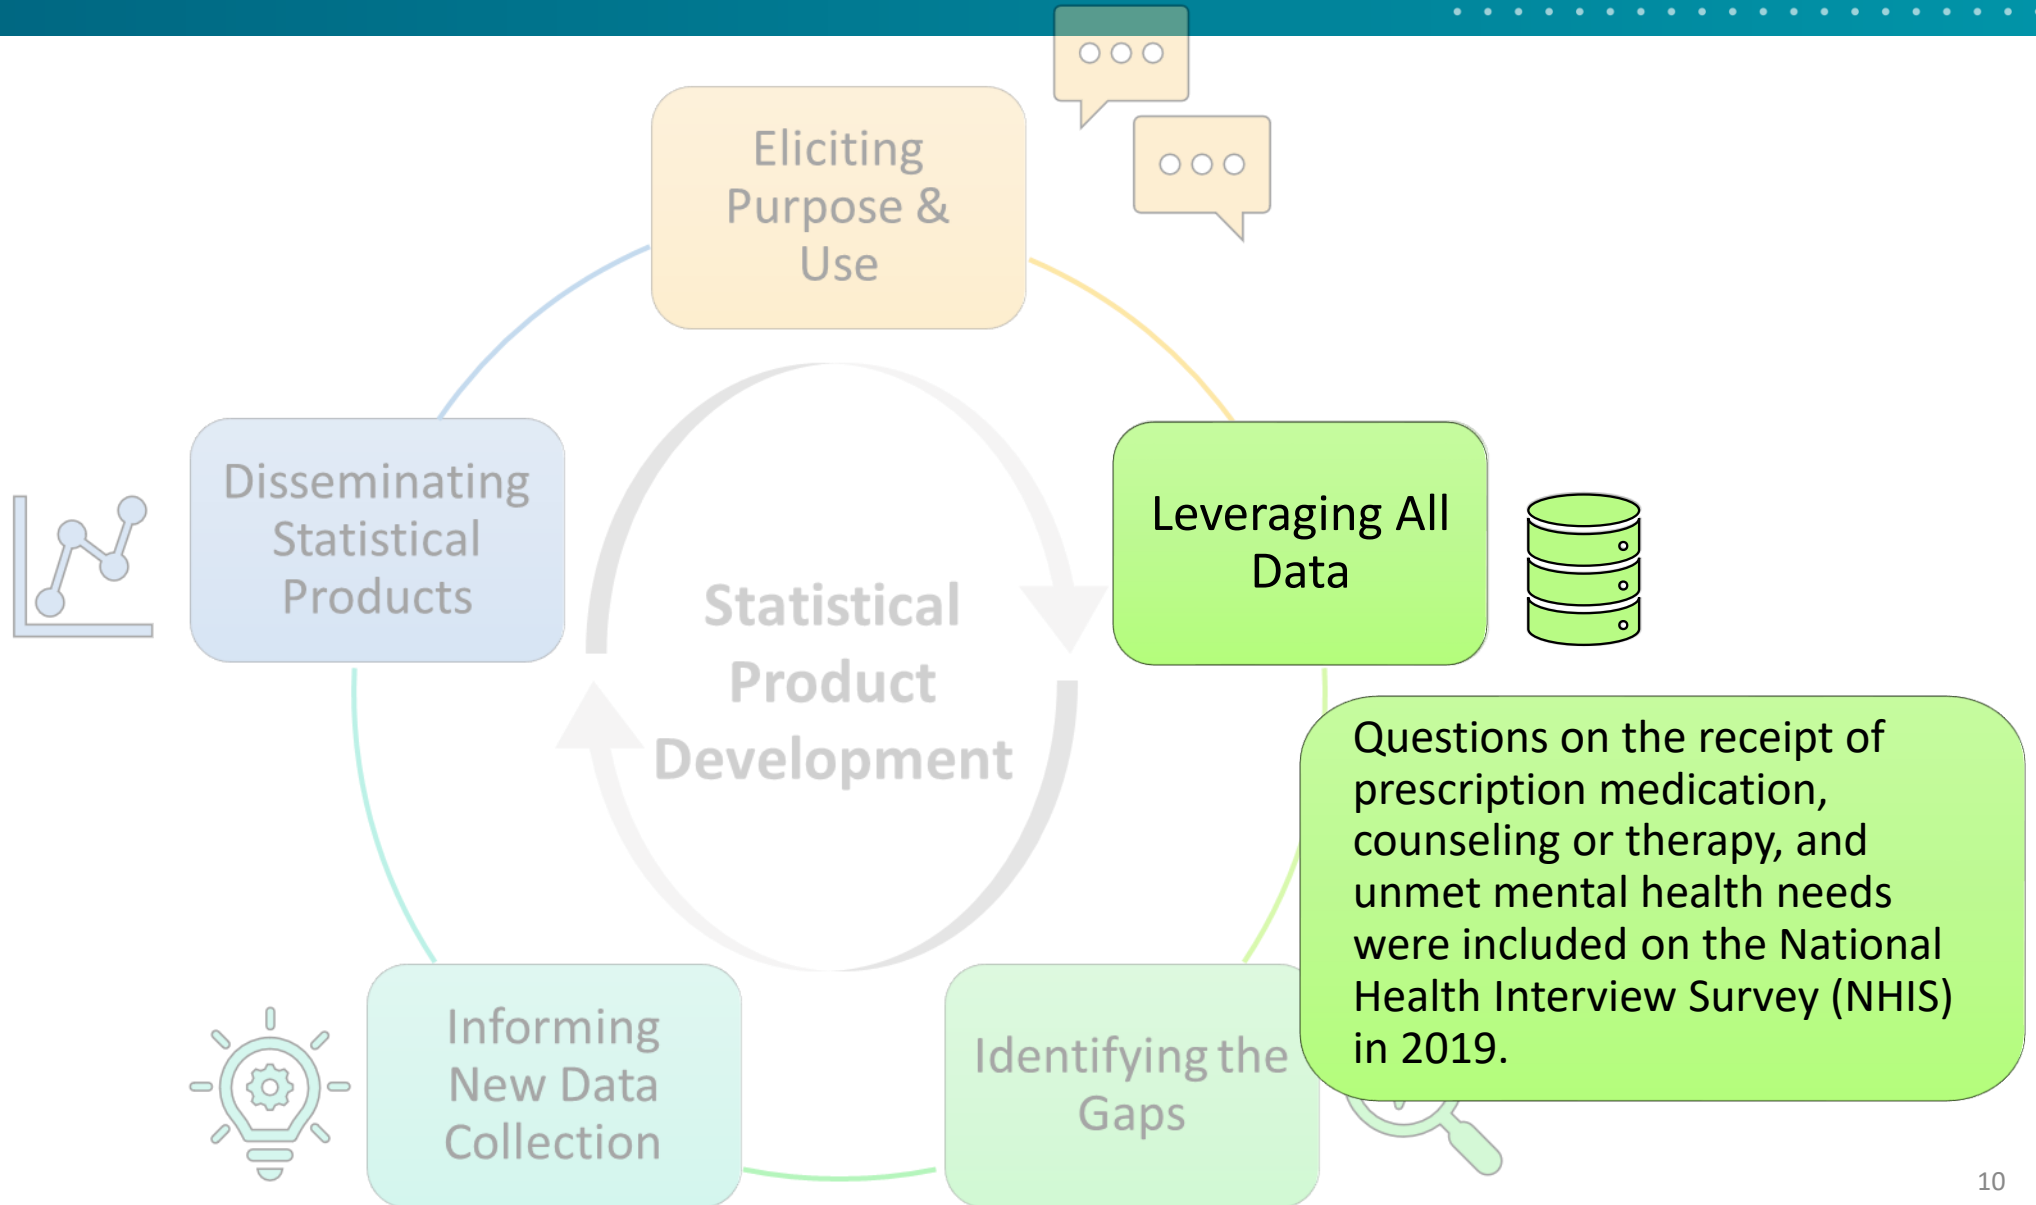 Eliciting
Purpose &
Use
Leveraging All
Data
Questions on the receipt of
prescription medication,
counseling or therapy, and
unmet mental health needs
were included on the National
Health Interview Survey (NHIS)
in 2019.
Identifying the
Gaps
Informing
New Data
Collection
Disseminating
Statistical
Products
Statistical
Product
Development
10